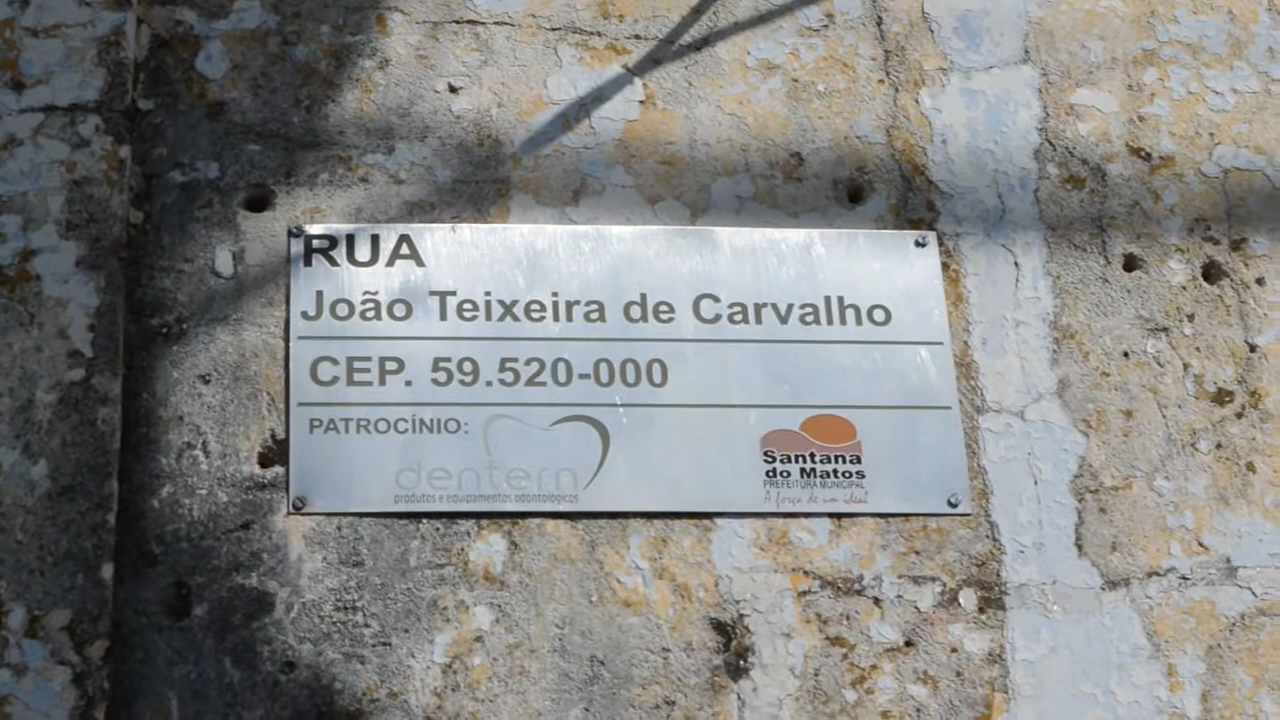 RUA
João Teixeira de Carvalho
CEP. 59.520-000
PATROCÍNIO:
dentern
produtos e equipamentos odontológicos
Santana
do Matos
PREFEITURA MUNICIPAL
A força de um ideal